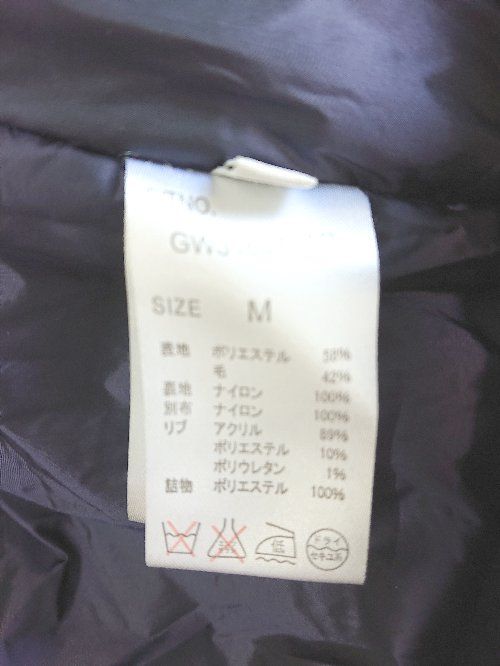 NO.
SIZE M
表地 ポリエステル 58%
毛 42%
裏地 ナイロン 100%
別布 ナイロン 100%
リブ アクリル 89%
ポリエステル 10%
ポリウレタン 1%
詰物 ポリエステル 100%
低 ドライ
セキユ系